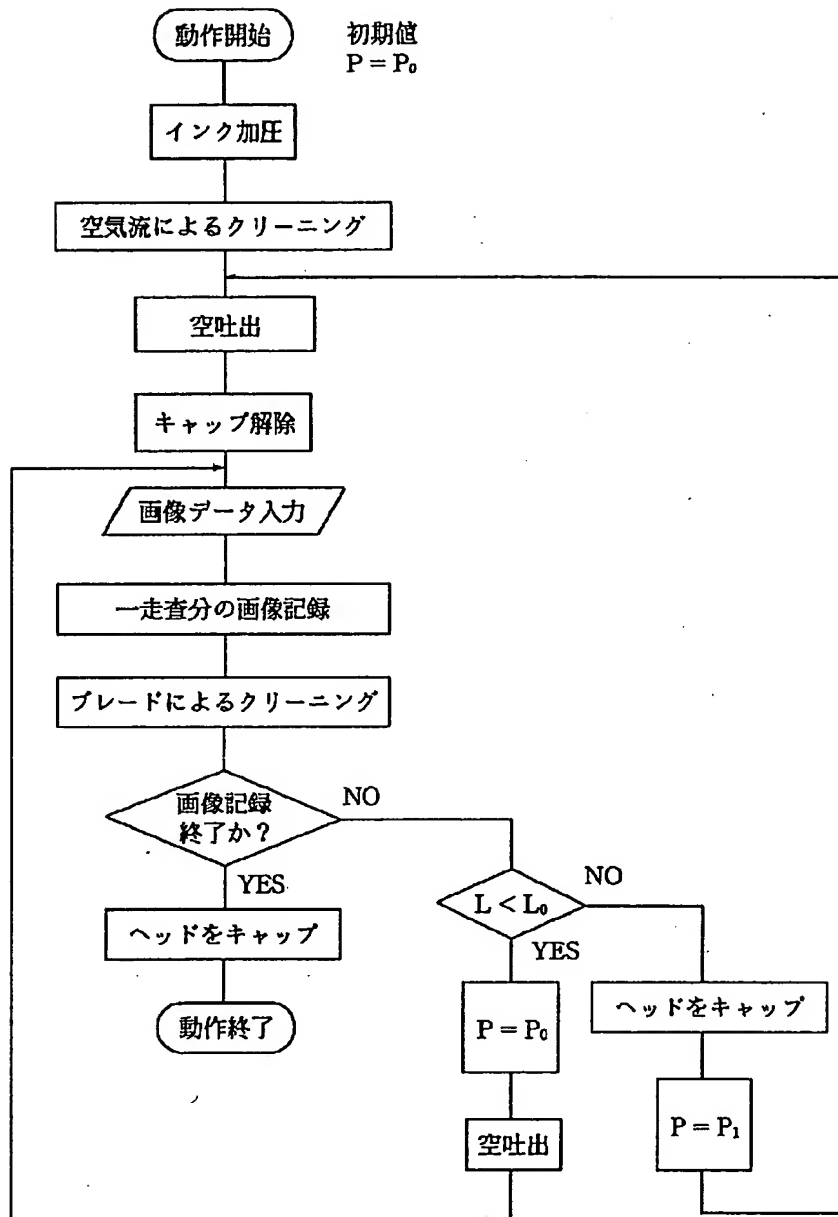 動作開始
初期値
P = P₀
インク加圧
空気流によるクリーニング
空吐出
キャップ解除
画像データ入力
一走査分の画像記録
ブレードによるクリーニング
画像記録
終了か?
NO
YES
ヘッドをキャップ
動作終了
L < L₀
NO
YES
P = P₀
空吐出
ヘッドをキャップ
P = P₁